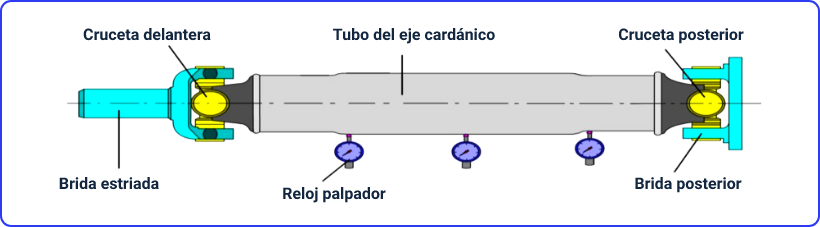 Cruceta delantera
Tubo del eje cardánico
Cruceta posterior
Brida estriada
Reloj palpador
Brida posterior